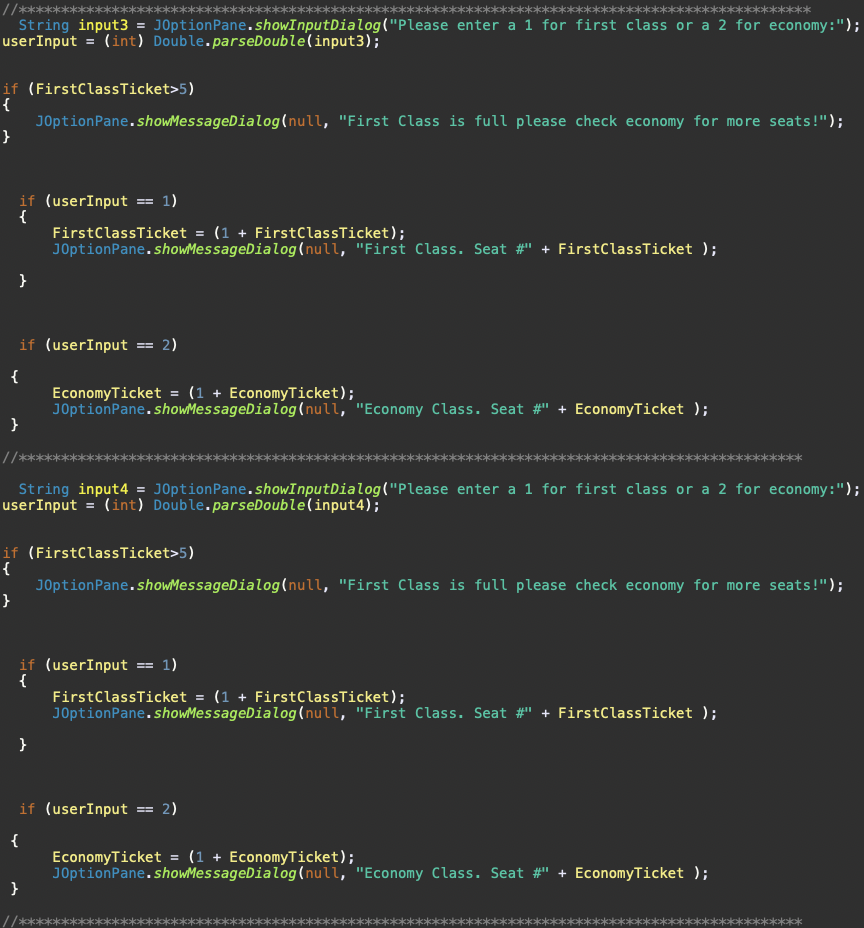 //**********************************************************************************************
String input3 = JOptionPane.showInputDialog("Please enter a 1 for first class or a 2 for economy:");
userInput = (int) Double.parseDouble(input3);
if (FirstClassTicket>5)
{
JOptionPane.showMessageDialog(null, "First Class is full please check economy for more seats!");
}
if (userInput == 1)
{
FirstClassTicket = (1 + FirstClassTicket);
JOptionPane.showMessageDialog(null, "First Class. Seat #" + FirstClassTicket );
}
if (userInput == 2)
{
EconomyTicket = (1 + EconomyTicket);
JOptionPane.showMessageDialog(null, "Economy Class. Seat #" + EconomyTicket );
}
//*********************************************************************************************
String input4 = JOptionPane.showInputDialog("Please enter a 1 for first class or a 2 for economy:");
userInput = (int) Double.parseDouble(input4);
if (FirstClassTicket>5)
{
JOptionPane.showMessageDialog(null, "First Class is full please check economy for more seats!");
}
if (userInput == 1)
{
FirstClassTicket = (1 + FirstClassTicket);
JOptionPane.showMessageDialog(null, "First Class. Seat #" + FirstClassTicket );
}
if (userInput == 2)
{
EconomyTicket = (1 + EconomyTicket);
JOptionPane.showMessageDialog(null, "Economy Class. Seat #" + EconomyTicket );
}
//*********************************************************************************************